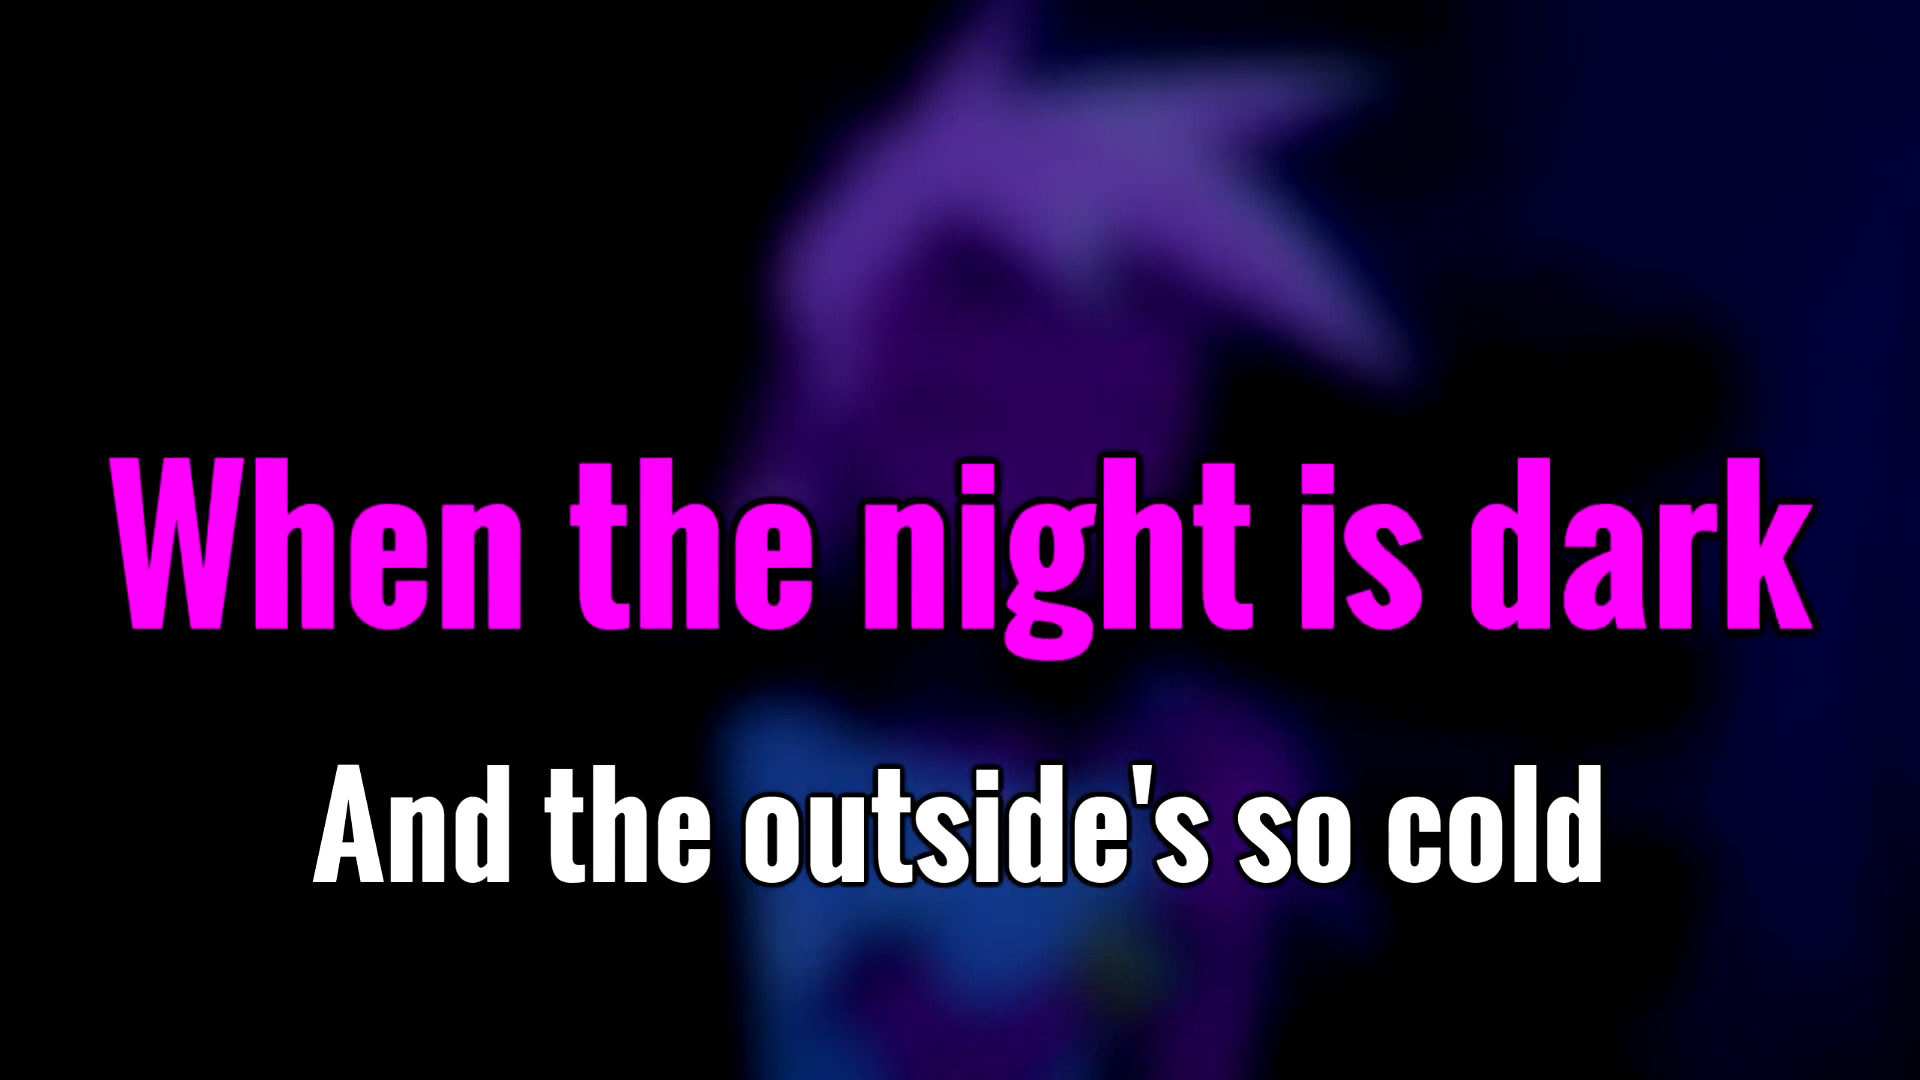 When the night is dark
And the outside's so cold